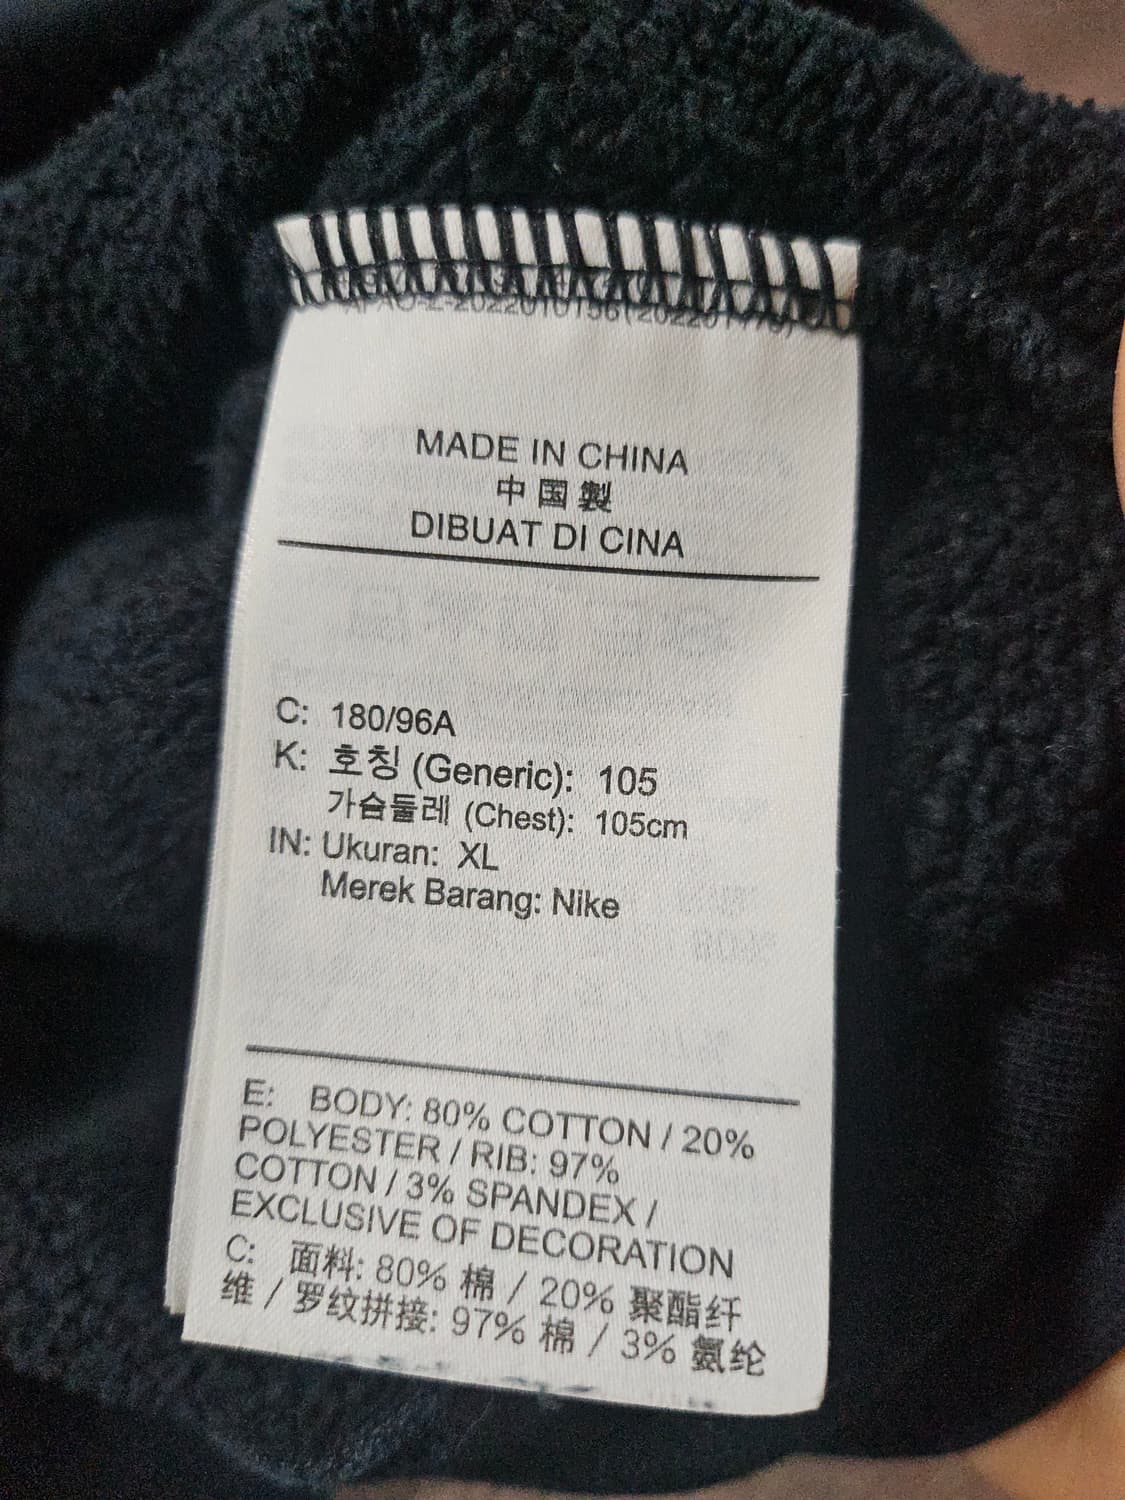 MADE IN CHINA
中国製
DIBUAT DI CINA
C: 180/96A
K: 호칭 (Generic): 105
가슴둘레 (Chest): 105cm
IN: Ukuran: XL
Merek Barang: Nike
E: BODY: 80% COTTON / 20%
POLYESTER / RIB: 97%
COTTON / 3% SPANDEX /
EXCLUSIVE OF DECORATION
C: 面料: 80% 棉 / 20% 聚酯纤
维 / 罗纹拼接: 97% 棉 / 3% 氨纶